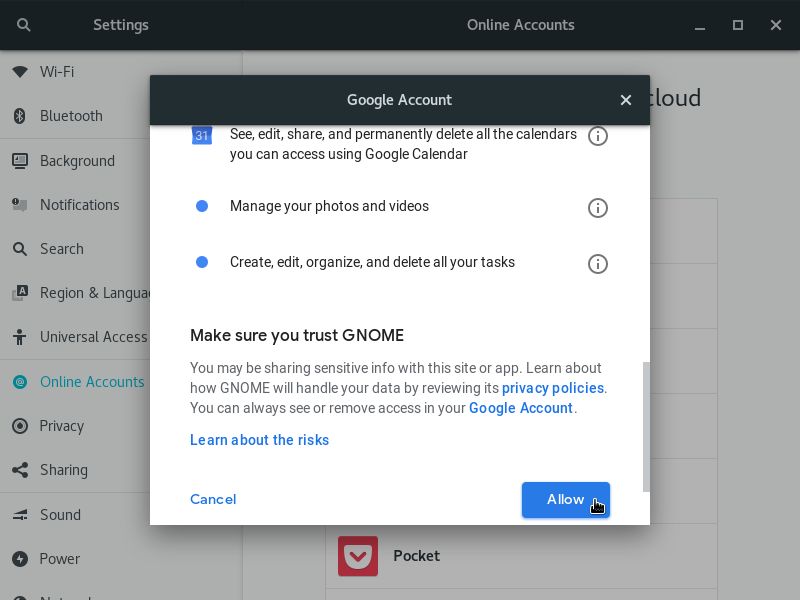 Settings
Online Accounts
Wi-Fi
Bluetooth
Background
Notifications
Search
Region &
Universal Access
Online Accounts
Privacy
Sharing
Sound
Power
cloud
Google Account
31
See, edit, share, and permanently delete all the calendars
you can access using Google Calendar
Manage your photos and videos
Create, edit, organize, and delete all your tasks
Make sure you trust GNOME
You may be sharing sensitive info with this site or app. Learn about
how GNOME will handle your data by reviewing its privacy policies.
You can always see or remove access in your Google Account.
Learn about the risks
Cancel
Allow
Pocket